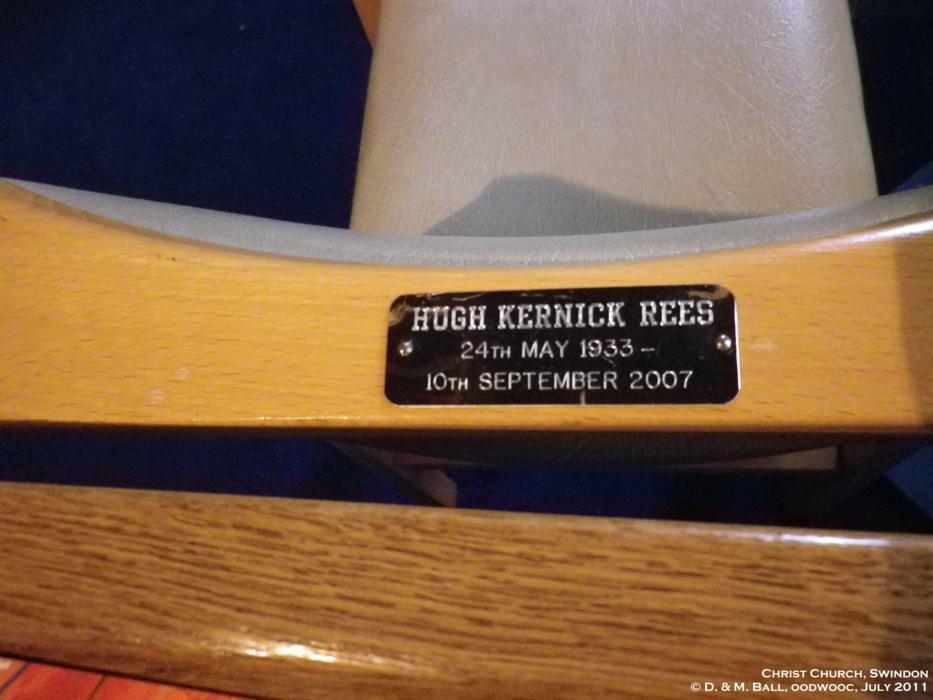 HUGH KERNICK REES
24TH MAY 1933 –
10TH SEPTEMBER 2007
CHRIST CHURCH, SWINDON
© D. & M. BALL, OODWOOC, JULY 2011